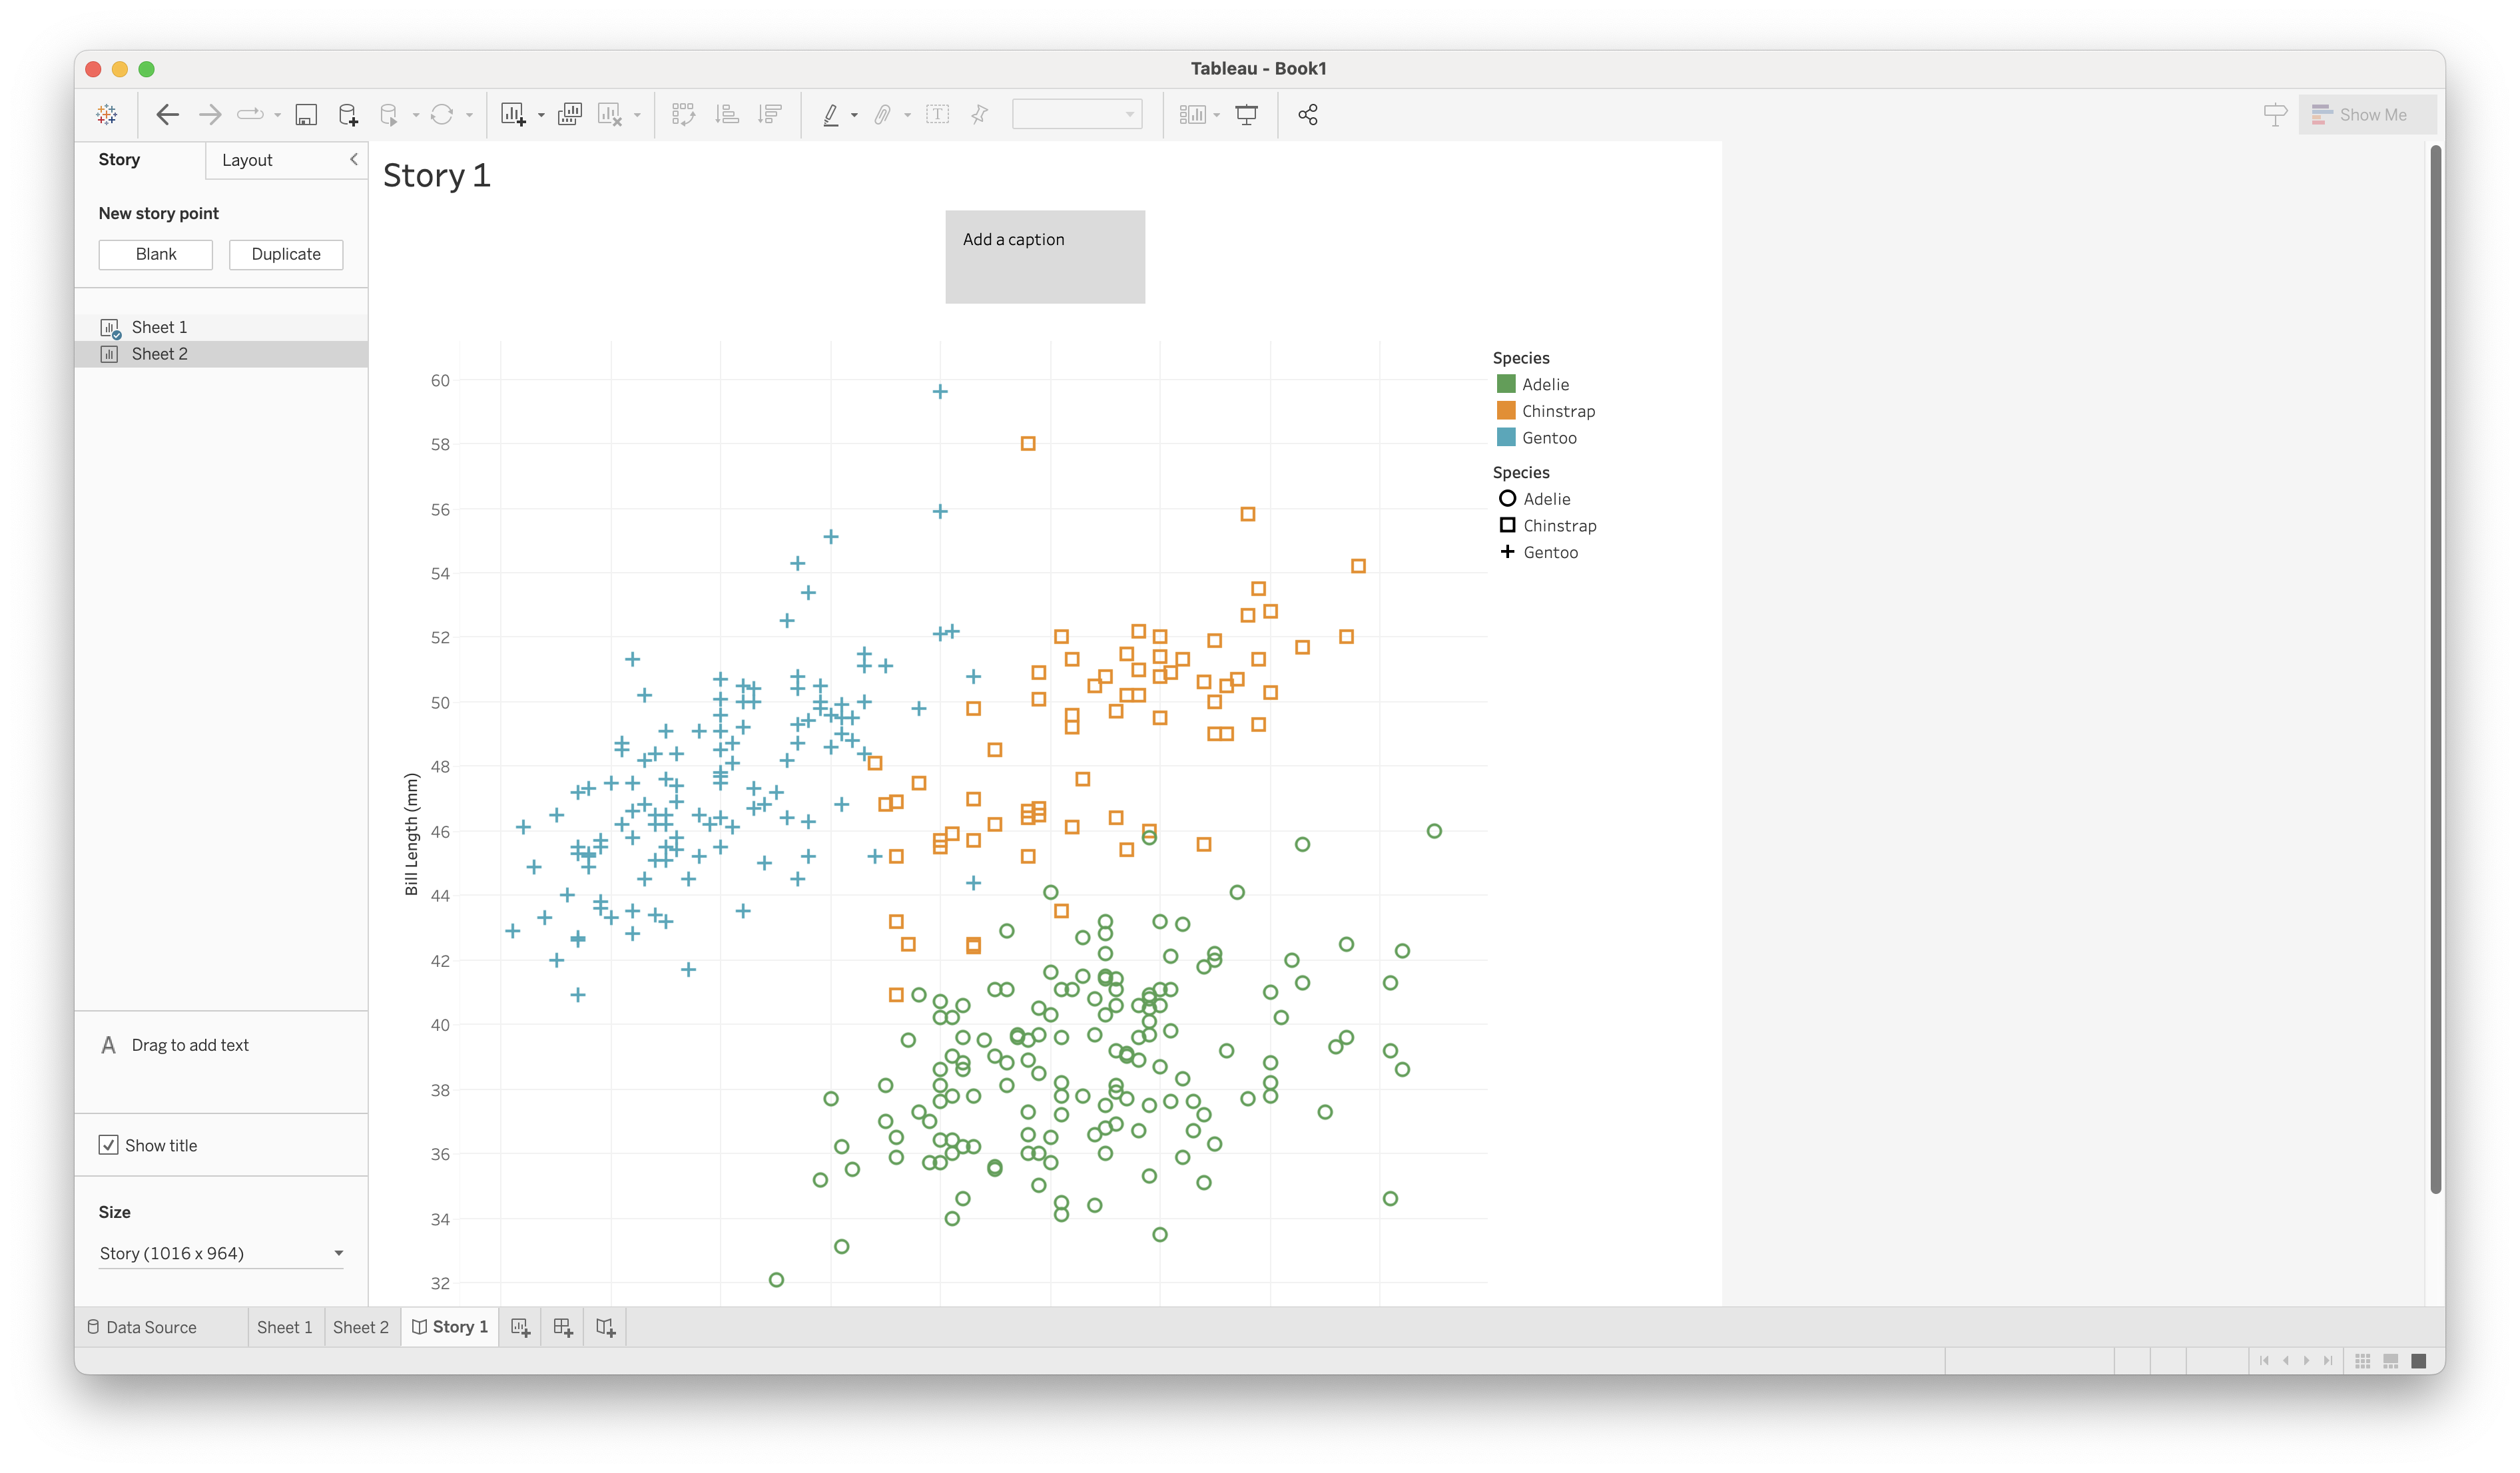 Tableau - Book1
Show Me
Story
Layout
New story point
Blank
Duplicate
Sheet 1
Sheet 2
Drag to add text
Show title
Size
Story (1016 x 964)
Story 1
Add a caption
60
58
56
54
52
50
48
46
44
42
40
38
36
34
32
Bill Length (mm)
Species
Adelie
Chinstrap
Gentoo
Species
Adelie
Chinstrap
Gentoo
Data Source
Sheet 1
Sheet 2
Story 1